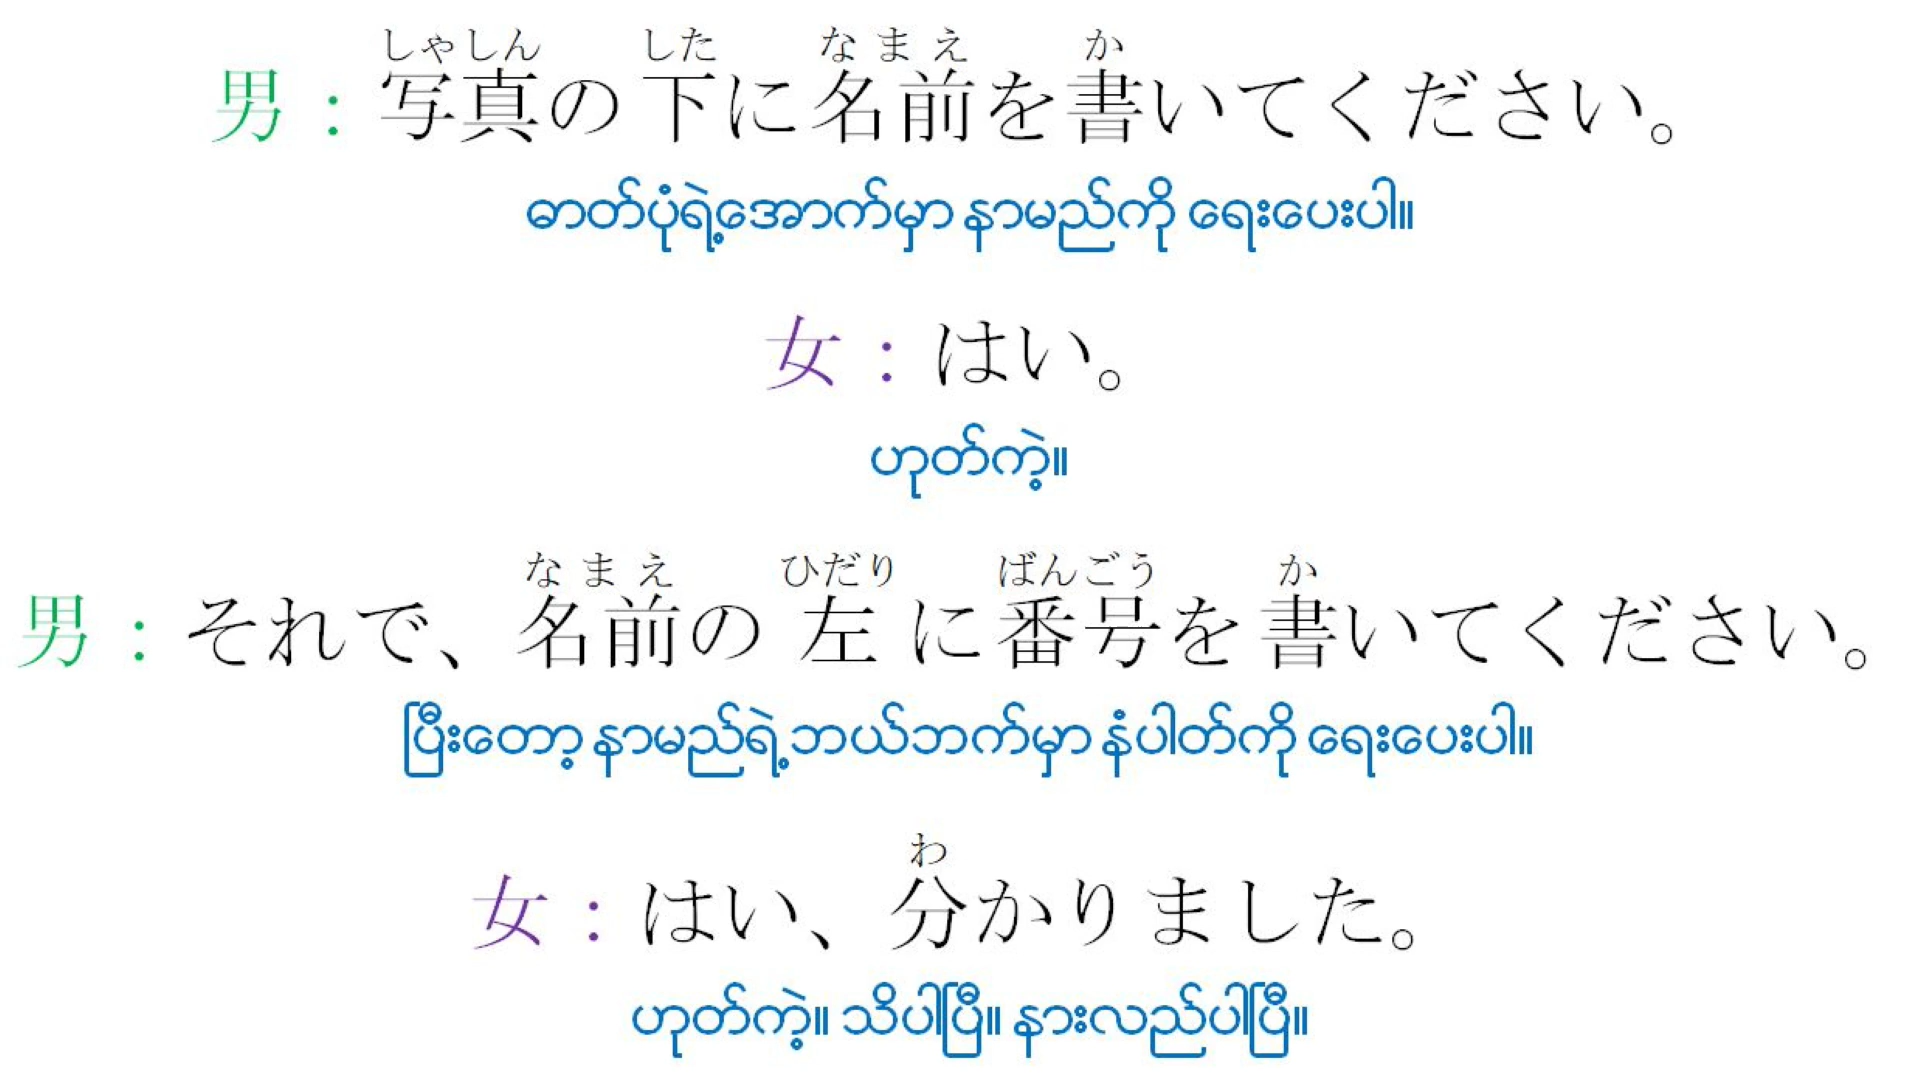 しゃしん した なまえ か
男：写真の下に名前を書いてください。
ဓာတ်ပုံရဲ့အောက်မှာ နာမည်ကို ရေးပေးပါ။
女：はい。
ဟုတ်ကဲ့။
なまえ ひだり ばんごう か
男：それで、名前の左に番号を書いてください。
ပြီးတော့ နာမည်ရဲ့ဘယ်ဘက်မှာ နံပါတ်ကို ရေးပေးပါ။
わ
女：はい、分かりました。
ဟုတ်ကဲ့။ သိပါပြီ။ နားလည်ပါပြီ။